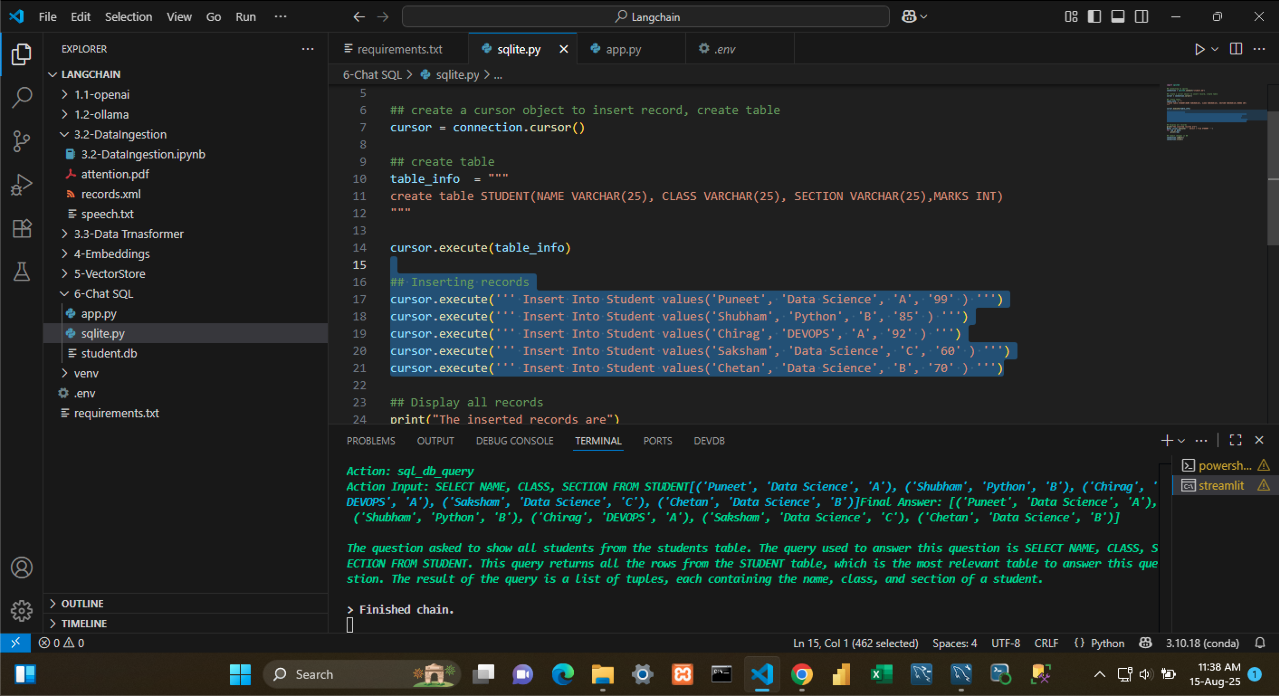 File Edit Selection View Go Run ···
Langchain
EXPLORER ···
requirements.txt sqlite.py app.py .env
LANGCHAIN
6-Chat SQL > sqlite.py > ...
1.1-openai
1.2-ollama
3.2-DataIngestion
3.2-DataIngestion.ipynb
attention.pdf
records.xml
speech.txt
3.3-Data Trnasformer
4-Embeddings
5-VectorStore
6-Chat SQL
app.py
sqlite.py
student.db
venv
.env
requirements.txt
OUTLINE
TIMELINE
5
6 ## create a cursor object to insert record, create table
7 cursor = connection.cursor()
8
9 ## create table
10 table_info = """
11 create table STUDENT(NAME VARCHAR(25), CLASS VARCHAR(25), SECTION VARCHAR(25),MARKS INT)
12 """
13
14 cursor.execute(table_info)
15
16 ## Inserting records
17 cursor.execute(''' Insert Into Student values('Puneet', 'Data Science', 'A', '99' ) ''')
18 cursor.execute(''' Insert Into Student values('Shubham', 'Python', 'B', '85' ) ''')
19 cursor.execute(''' Insert Into Student values('Chirag', 'DEVOPS', 'A', '92' ) ''')
20 cursor.execute(''' Insert Into Student values('Saksham', 'Data Science', 'C', '60' ) ''')
21 cursor.execute(''' Insert Into Student values('Chetan', 'Data Science', 'B', '70' ) ''')
22
23 ## Display all records
24 print("The inserted records are")
PROBLEMS OUTPUT DEBUG CONSOLE TERMINAL PORTS DEVDB
powersh...
streamlit
Action: sql_db_query
Action Input: SELECT NAME, CLASS, SECTION FROM STUDENT[('Puneet', 'Data Science', 'A'), ('Shubham', 'Python', 'B'), ('Chirag', '
DEVOPS', 'A'), ('Saksham', 'Data Science', 'C'), ('Chetan', 'Data Science', 'B')]Final Answer: [('Puneet', 'Data Science', 'A'),
('Shubham', 'Python', 'B'), ('Chirag', 'DEVOPS', 'A'), ('Saksham', 'Data Science', 'C'), ('Chetan', 'Data Science', 'B')]
The question asked to show all students from the students table. The query used to answer this question is SELECT NAME, CLASS, S
ECTION FROM STUDENT. This query returns all the rows from the STUDENT table, which is the most relevant table to answer this que
stion. The result of the query is a list of tuples, each containing the name, class, and section of a student.
> Finished chain.
0 0 Ln 15, Col 1 (462 selected) Spaces: 4 UTF-8 CRLF { } Python 3.10.18 (conda)
Search
11:38 AM
15-Aug-25
1